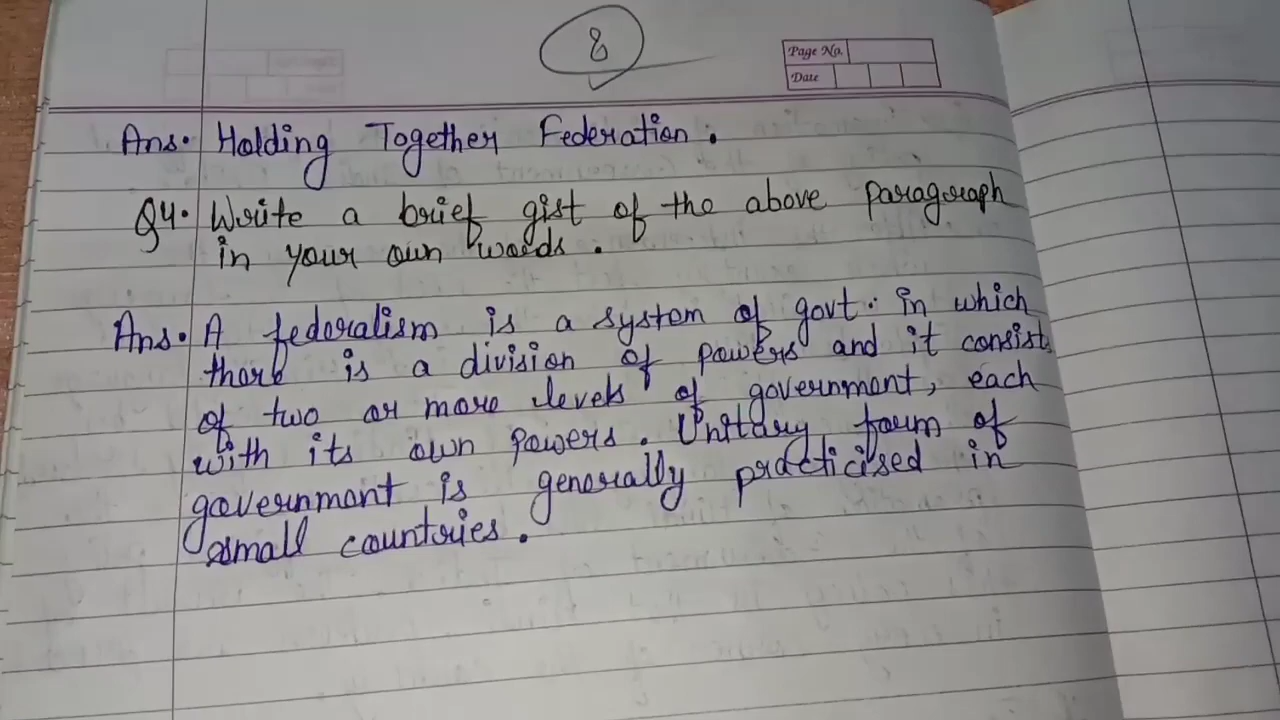 8
Page No.
Date
Ans. Holding Together Federation.
Q4. Write a brief gist of the above paragraph
in your own words.
Ans. A federalism is a system of govt. in which
there is a division of powers and it consists
of two or more levels of government, each
with its own powers. Unitary form of
government is generally practicised in
small countries.